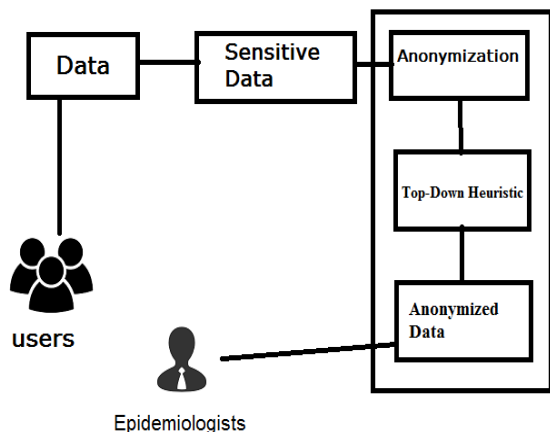 Data
Sensitive
Data
Anonymization
Top-Down Heuristic
Anonymized
Data
users
Epidemiologists